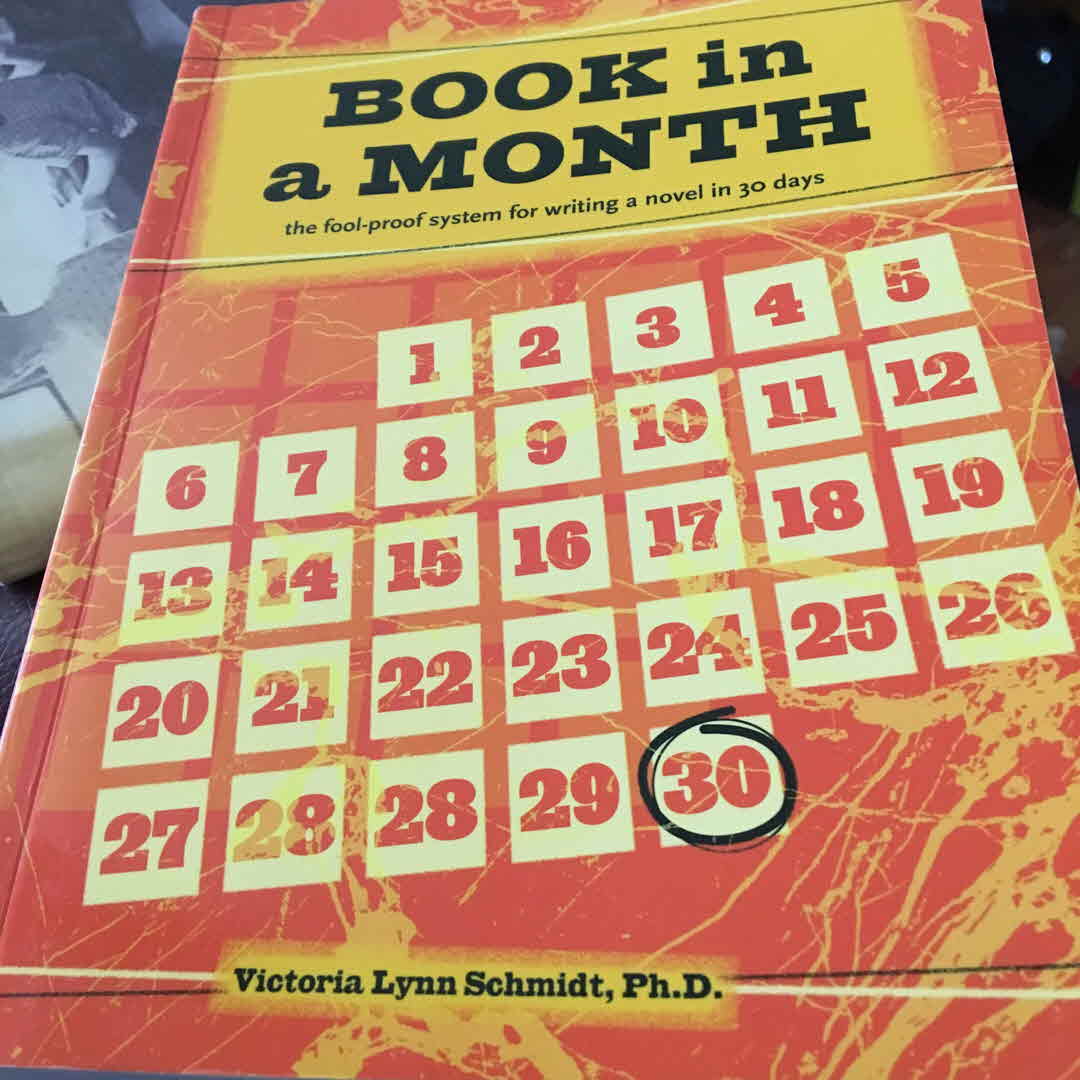 BOOK in
a MONTH
the fool-proof system for writing a novel in 30 days
1 2 3 4 5
6 7 8 9 10 11 12
13 14 15 16 17 18 19
20 21 22 23 24 25 26
27 28 28 29 30
Victoria Lynn Schmidt, Ph.D.